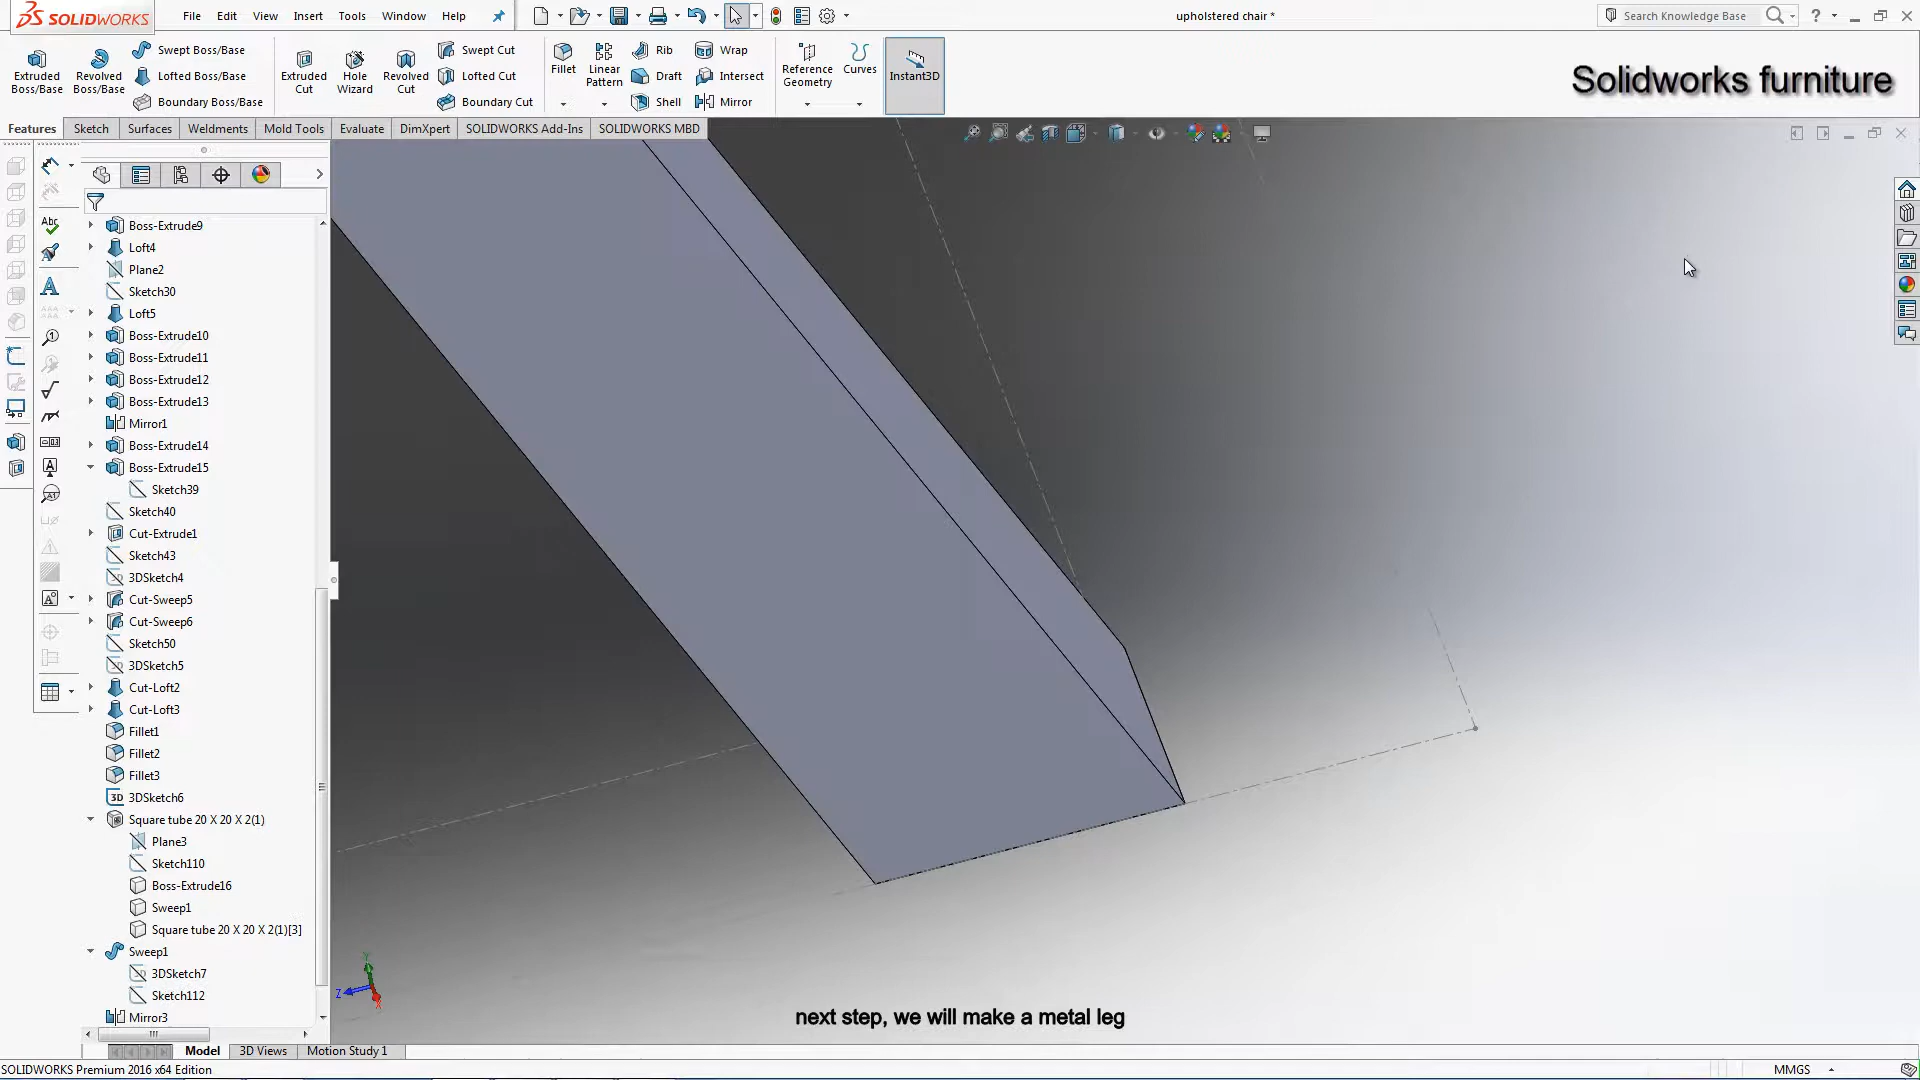 SOLIDWORKS
File Edit View Insert Tools Window Help
upholstered chair *
Search Knowledge Base
Extruded Boss/Base
Revolved Boss/Base
Swept Boss/Base
Lofted Boss/Base
Boundary Boss/Base
Extruded Cut
Hole Wizard
Revolved Cut
Swept Cut
Lofted Cut
Boundary Cut
Fillet
Linear Pattern
Rib
Draft
Shell
Wrap
Intersect
Mirror
Reference Geometry
Curves
Instant3D
Solidworks furniture
Features Sketch Surfaces Weldments Mold Tools Evaluate DimXpert SOLIDWORKS Add-Ins SOLIDWORKS MBD
Boss-Extrude9
Loft4
Plane2
Sketch30
Loft5
Boss-Extrude10
Boss-Extrude11
Boss-Extrude12
Boss-Extrude13
Mirror1
Boss-Extrude14
Boss-Extrude15
Sketch39
Sketch40
Cut-Extrude1
Sketch43
3DSketch4
Cut-Sweep5
Cut-Sweep6
Sketch50
3DSketch5
Cut-Loft2
Cut-Loft3
Fillet1
Fillet2
Fillet3
3DSketch6
Square tube 20 X 20 X 2(1)
Plane3
Sketch110
Boss-Extrude16
Sweep1
Square tube 20 X 20 X 2(1)[3]
Sweep1
3DSketch7
Sketch112
Mirror3
next step, we will make a metal leg
Model 3D Views Motion Study 1
SOLIDWORKS Premium 2016 x64 Edition
MMGS